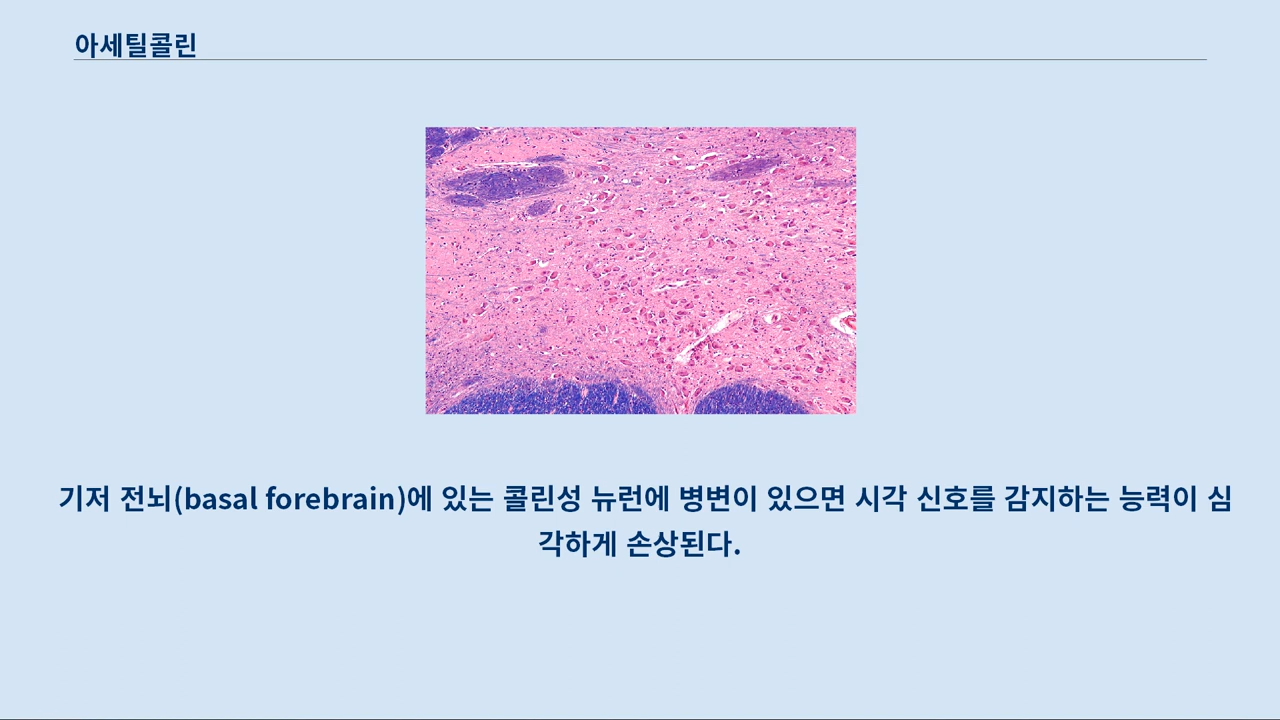 아세틸콜린
기저 전뇌(basal forebrain)에 있는 콜린성 뉴런에 병변이 있으면 시각 신호를 감지하는 능력이 심
각하게 손상된다.